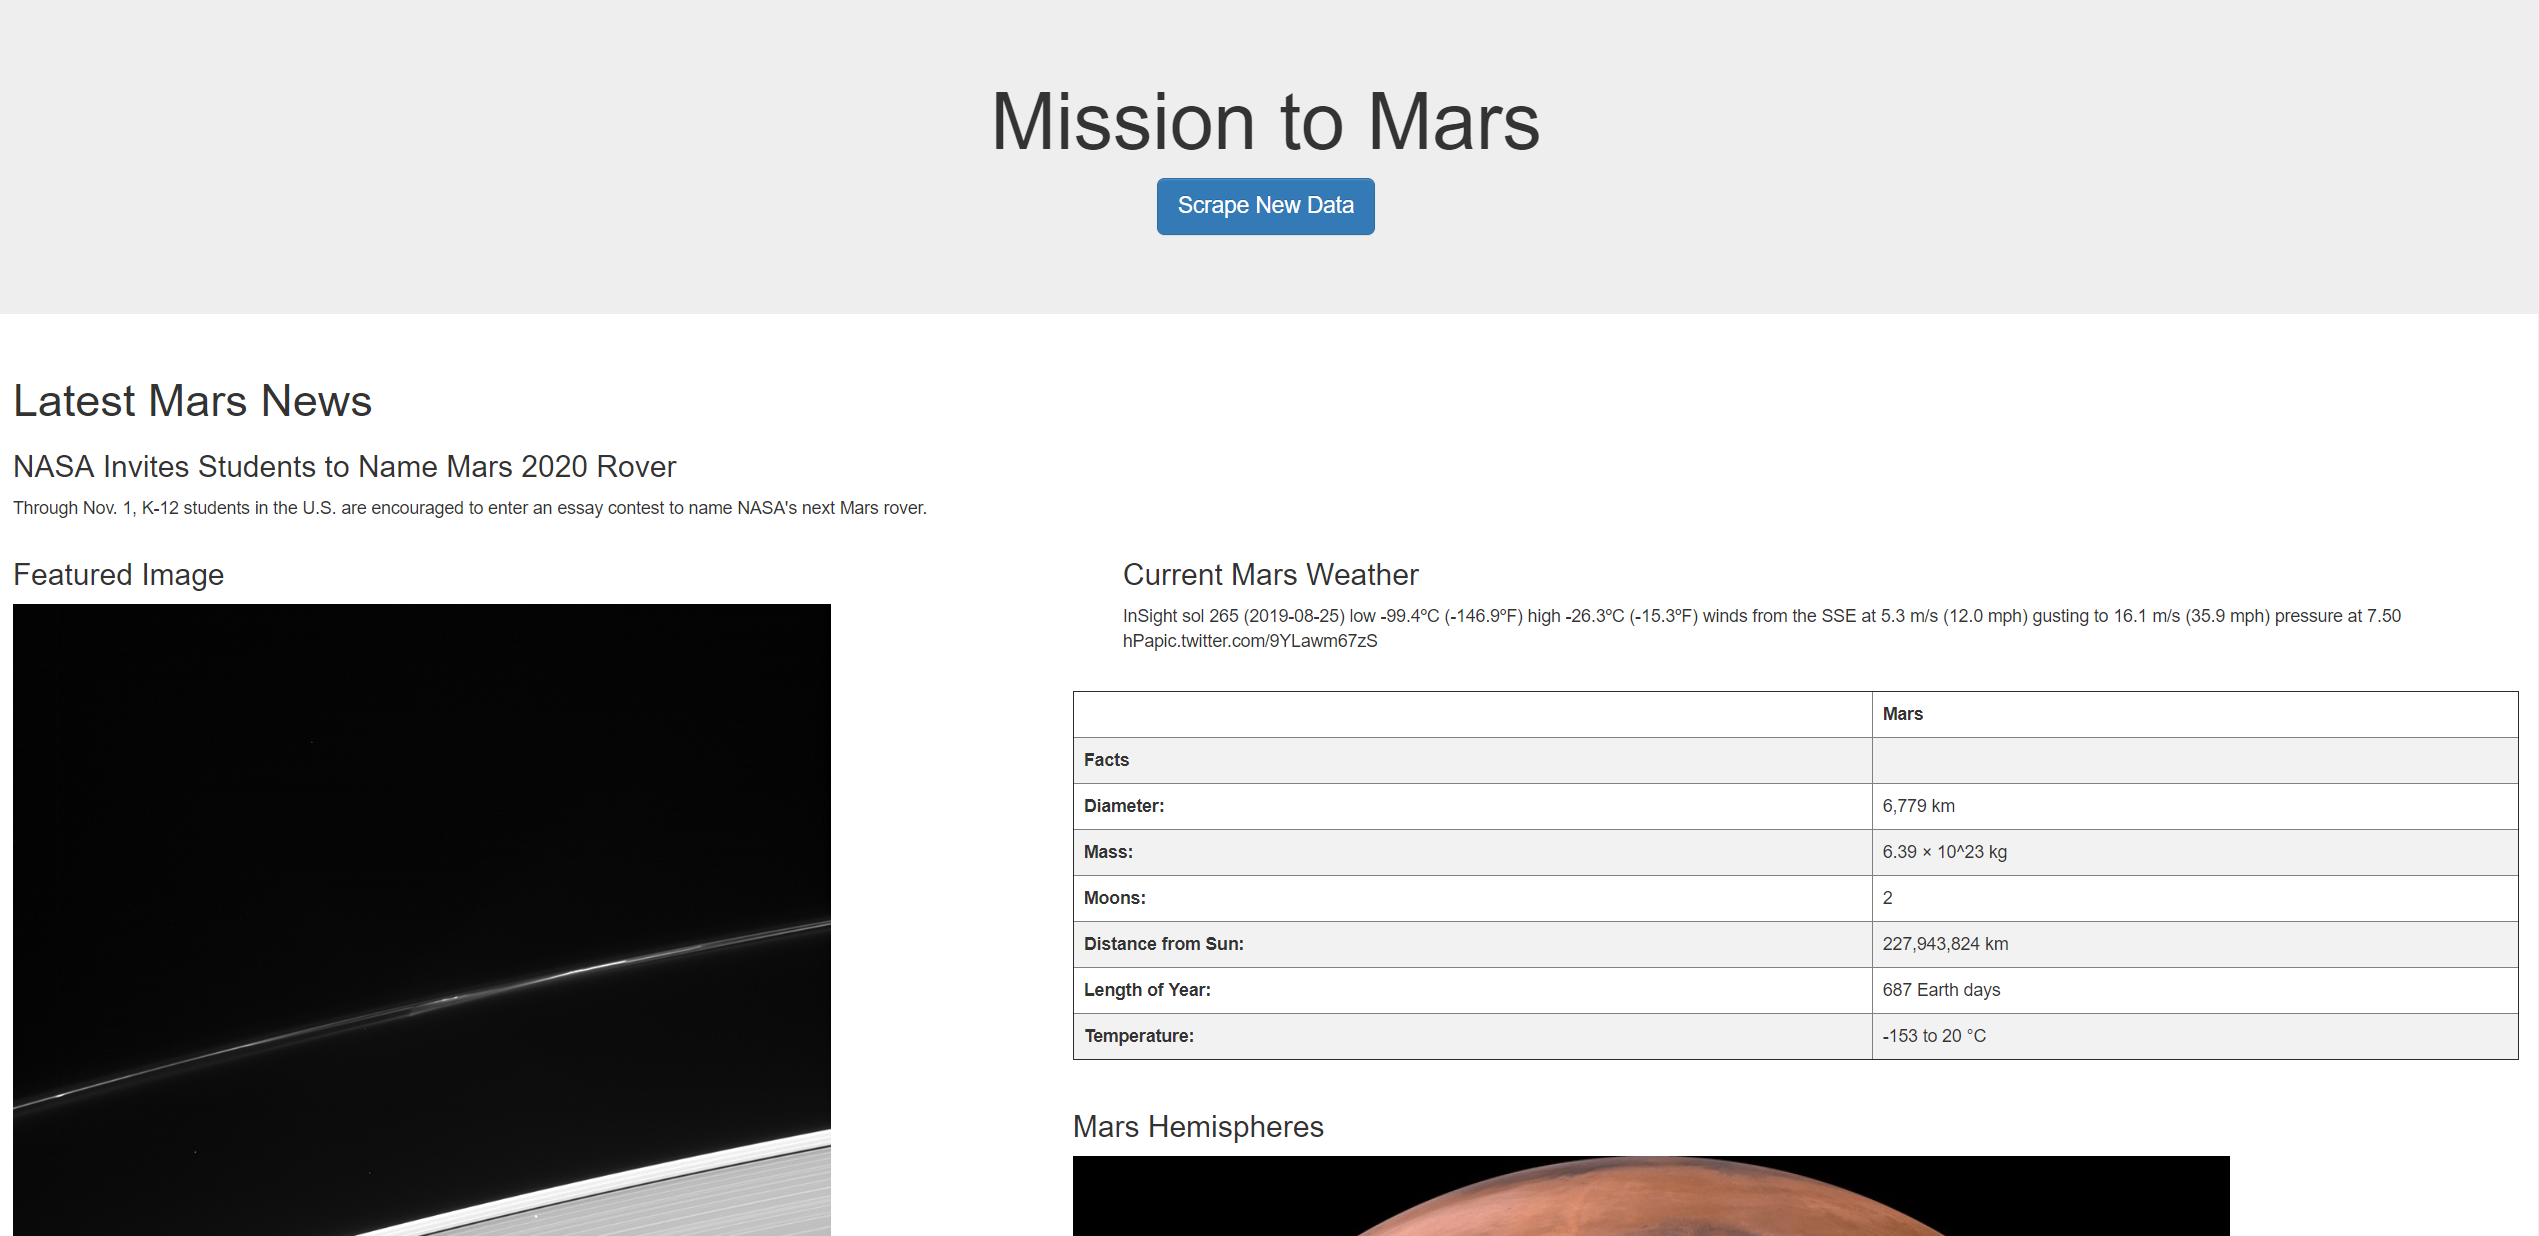 Mission to Mars
Scrape New Data
Latest Mars News
NASA Invites Students to Name Mars 2020 Rover
Through Nov. 1, K-12 students in the U.S. are encouraged to enter an essay contest to name NASA's next Mars rover.
Featured Image
Current Mars Weather
InSight sol 265 (2019-08-25) low -99.4ºC (-146.9ºF) high -26.3ºC (-15.3ºF) winds from the SSE at 5.3 m/s (12.0 mph) gusting to 16.1 m/s (35.9 mph) pressure at 7.50
hPapic.twitter.com/9YLawm67zS
Mars
Facts
Diameter: 6,779 km
Mass: 6.39 × 10^23 kg
Moons: 2
Distance from Sun: 227,943,824 km
Length of Year: 687 Earth days
Temperature: -153 to 20 °C
Mars Hemispheres